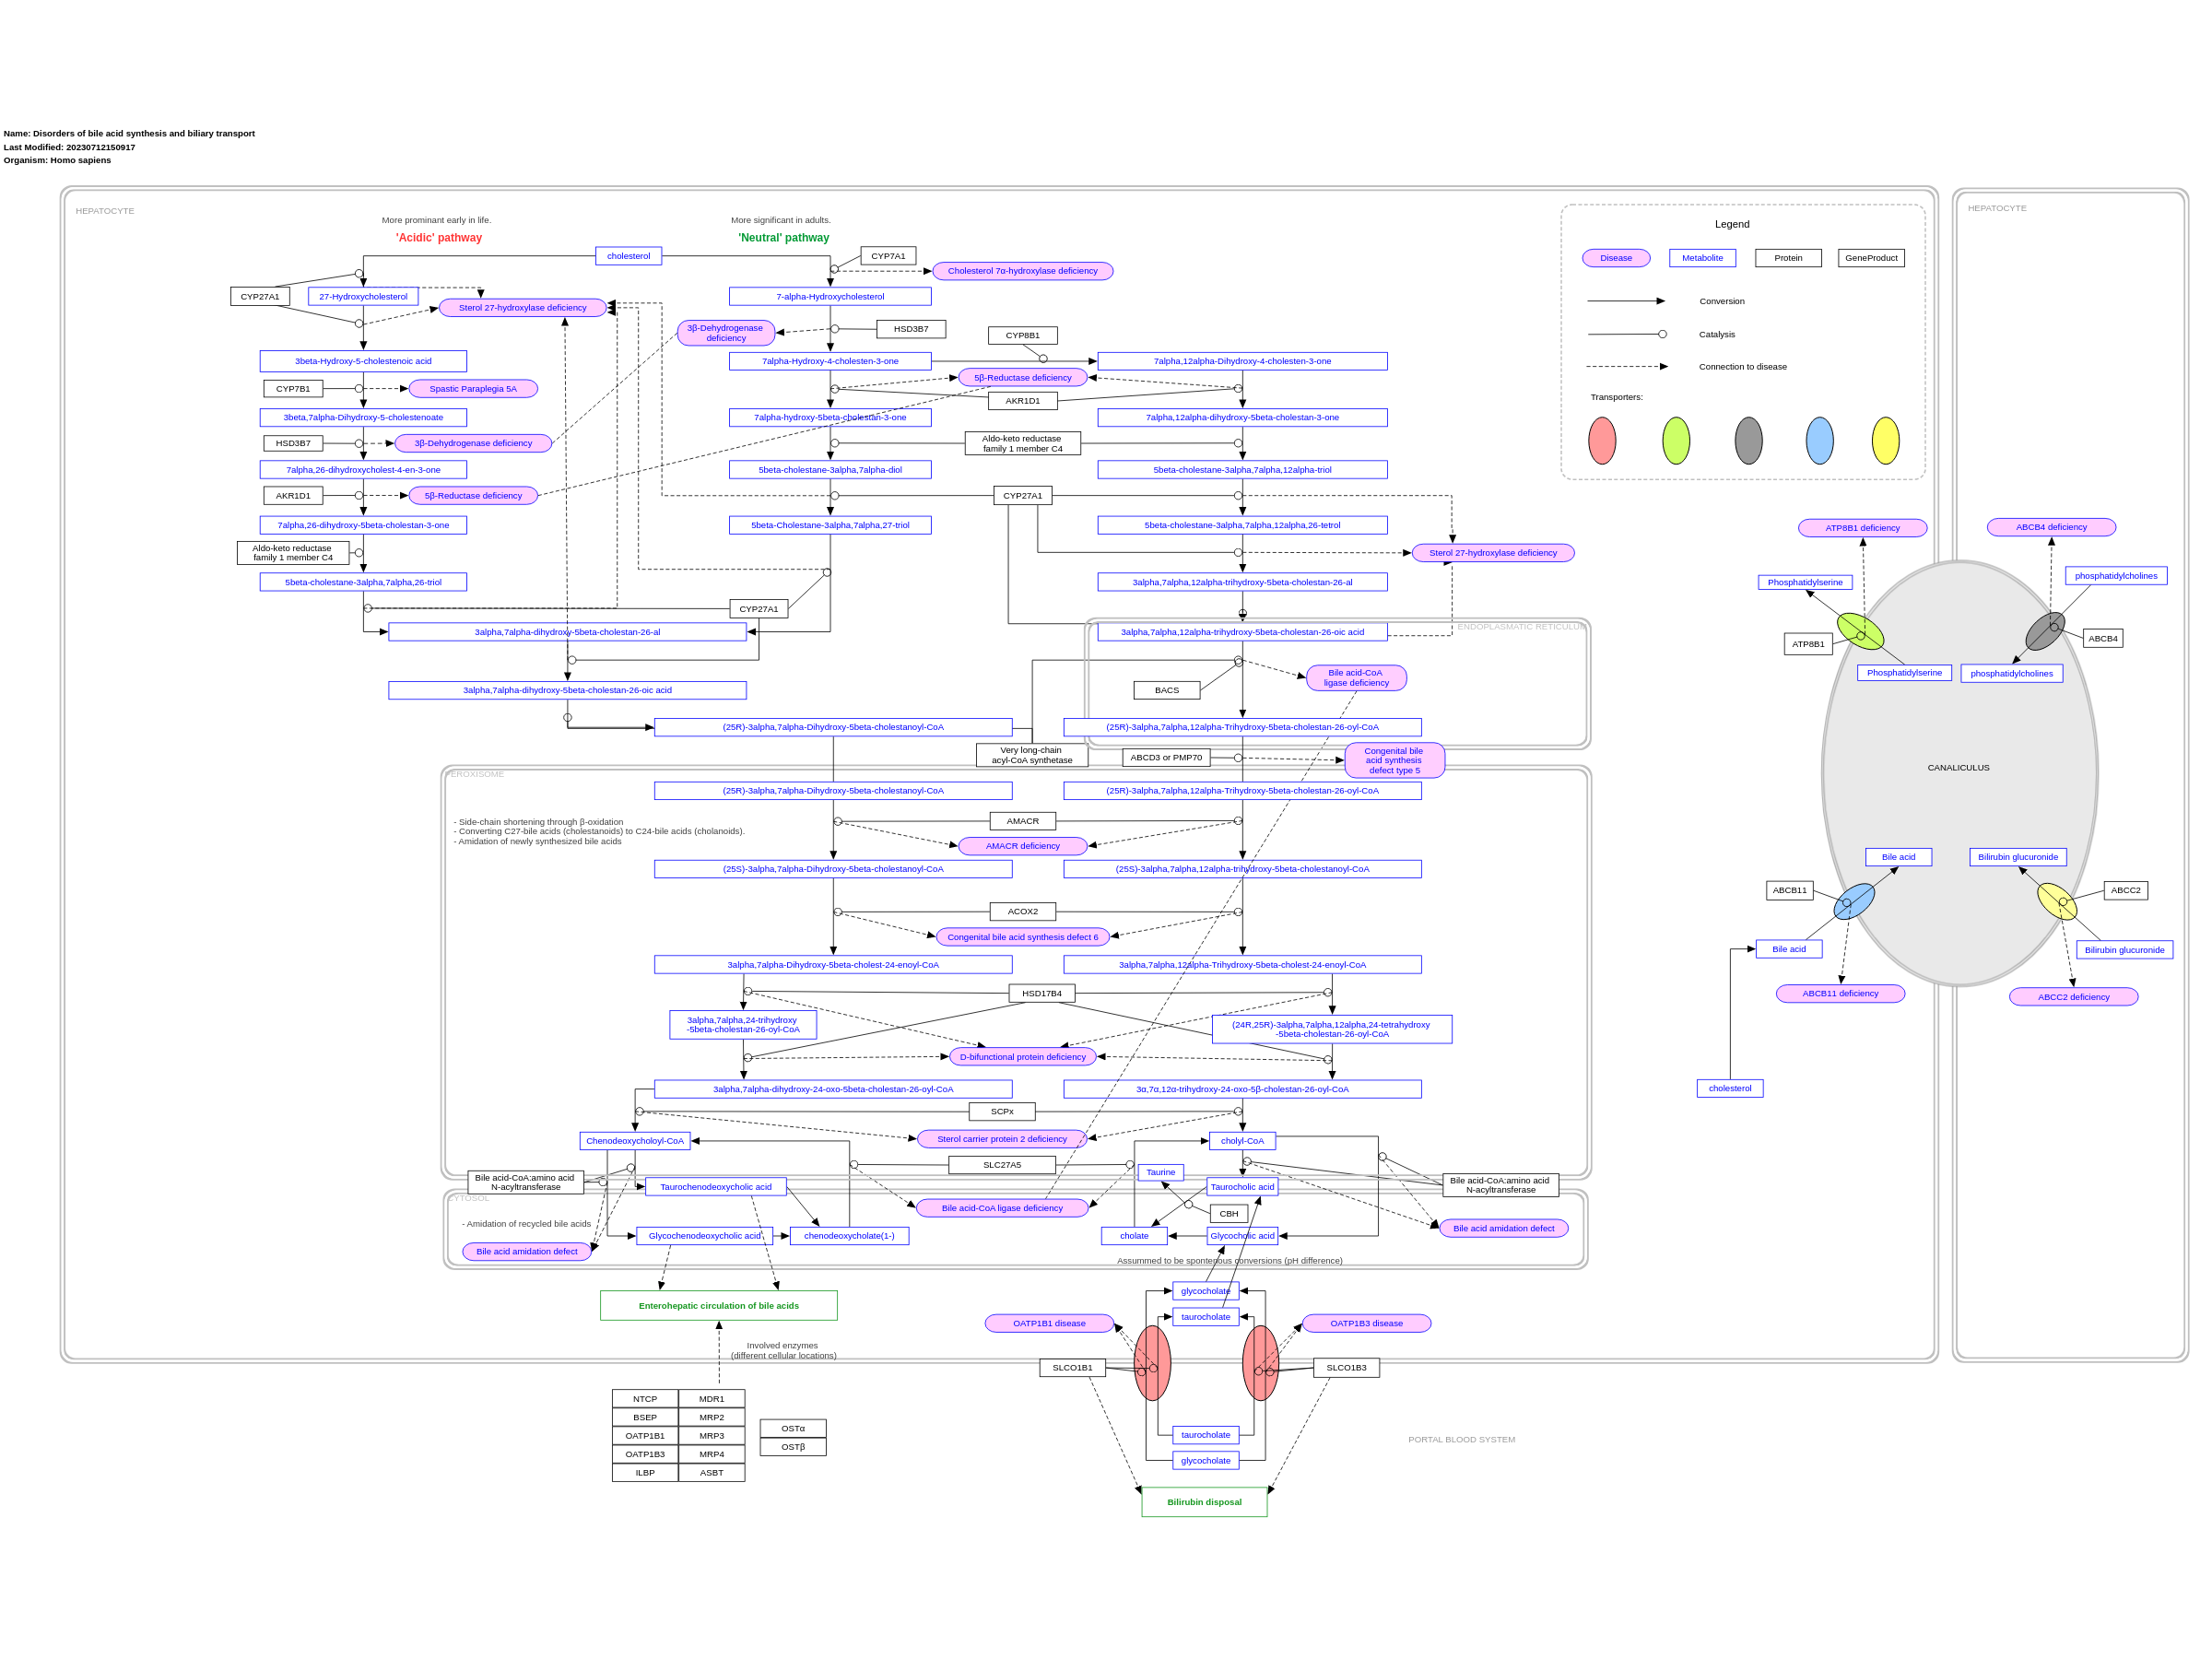 Name: Disorders of bile acid synthesis and biliary transport
Last Modified: 20230712150917
Organism: Homo sapiens
HEPATOCYTE
HEPATOCYTE
More prominent early in life.
'Acidic' pathway
More significant in adults.
'Neutral' pathway
Legend
Disease
Metabolite
Protein
GeneProduct
Conversion
Catalysis
Connection to disease
Transporters:
cholesterol
CYP7A1
Cholesterol 7α-hydroxylase deficiency
CYP27A1
27-Hydroxycholesterol
7-alpha-Hydroxycholesterol
Sterol 27-hydroxylase deficiency
3β-Dehydrogenase
deficiency
HSD3B7
CYP8B1
3beta-Hydroxy-5-cholestenoic acid
7alpha-Hydroxy-4-cholesten-3-one
7alpha,12alpha-Dihydroxy-4-cholesten-3-one
CYP7B1
Spastic Paraplegia 5A
5β-Reductase deficiency
AKR1D1
3beta,7alpha-Dihydroxy-5-cholestenoate
7alpha-hydroxy-5beta-cholestan-3-one
7alpha,12alpha-dihydroxy-5beta-cholestan-3-one
HSD3B7
3β-Dehydrogenase deficiency
Aldo-keto reductase
family 1 member C4
7alpha,26-dihydroxycholest-4-en-3-one
5beta-cholestane-3alpha,7alpha-diol
5beta-cholestane-3alpha,7alpha,12alpha-triol
AKR1D1
5β-Reductase deficiency
CYP27A1
7alpha,26-dihydroxy-5beta-cholestan-3-one
5beta-Cholestane-3alpha,7alpha,27-triol
5beta-cholestane-3alpha,7alpha,12alpha,26-tetrol
Aldo-keto reductase
family 1 member C4
Sterol 27-hydroxylase deficiency
5beta-cholestane-3alpha,7alpha,26-triol
3alpha,7alpha,12alpha-trihydroxy-5beta-cholestan-26-al
CYP27A1
3alpha,7alpha-dihydroxy-5beta-cholestan-26-al
3alpha,7alpha,12alpha-trihydroxy-5beta-cholestan-26-oic acid
ENDOPLASMATIC RETICULUM
Bile acid-CoA
ligase deficiency
BACS
3alpha,7alpha-dihydroxy-5beta-cholestan-26-oic acid
(25R)-3alpha,7alpha-Dihydroxy-5beta-cholestanoyl-CoA
(25R)-3alpha,7alpha,12alpha-Trihydroxy-5beta-cholestan-26-oyl-CoA
Very long-chain
acyl-CoA synthetase
ABCD3 or PMP70
Congenital bile
acid synthesis
defect type 5
PEROXISOME
(25R)-3alpha,7alpha-Dihydroxy-5beta-cholestanoyl-CoA
(25R)-3alpha,7alpha,12alpha-Trihydroxy-5beta-cholestan-26-oyl-CoA
- Side-chain shortening through β-oxidation
- Converting C27-bile acids (cholestanoids) to C24-bile acids (cholanoids).
- Amidation of newly synthesized bile acids
AMACR
AMACR deficiency
(25S)-3alpha,7alpha-Dihydroxy-5beta-cholestanoyl-CoA
(25S)-3alpha,7alpha,12alpha-trihydroxy-5beta-cholestanoyl-CoA
ACOX2
Congenital bile acid synthesis defect 6
3alpha,7alpha-Dihydroxy-5beta-cholest-24-enoyl-CoA
3alpha,7alpha,12alpha-Trihydroxy-5beta-cholest-24-enoyl-CoA
HSD17B4
3alpha,7alpha,24-trihydroxy
-5beta-cholestan-26-oyl-CoA
(24R,25R)-3alpha,7alpha,12alpha,24-tetrahydroxy
-5beta-cholestan-26-oyl-CoA
D-bifunctional protein deficiency
3alpha,7alpha-dihydroxy-24-oxo-5beta-cholestan-26-oyl-CoA
3α,7α,12α-trihydroxy-24-oxo-5β-cholestan-26-oyl-CoA
SCPx
Chenodeoxycholoyl-CoA
Sterol carrier protein 2 deficiency
cholyl-CoA
SLC27A5
Taurine
Bile acid-CoA:amino acid
N-acyltransferase
Bile acid-CoA:amino acid
N-acyltransferase
CYTOSOL
Taurochenodeoxycholic acid
Taurocholic acid
Bile acid-CoA ligase deficiency
CBH
- Amidation of recycled bile acids
Bile acid amidation defect
Glycochenodeoxycholic acid
chenodeoxycholate(1-)
cholate
Glycocholic acid
Bile acid amidation defect
Assummed to be spontenous conversions (pH difference)
Enterohepatic circulation of bile acids
glycocholate
taurocholate
OATP1B1 disease
OATP1B3 disease
Involved enzymes
(different cellular locations)
SLCO1B1
SLCO1B3
NTCP
MDR1
BSEP
MRP2
OATP1B1
MRP3
OATP1B3
MRP4
ILBP
ASBT
OSTα
OSTβ
taurocholate
glycocholate
PORTAL BLOOD SYSTEM
Bilirubin disposal
ATP8B1 deficiency
ABCB4 deficiency
Phosphatidylserine
phosphatidylcholines
ATP8B1
ABCB4
Phosphatidylserine
phosphatidylcholines
CANALICULUS
Bile acid
Bilirubin glucuronide
ABCB11
ABCC2
Bile acid
Bilirubin glucuronide
ABCB11 deficiency
ABCC2 deficiency
cholesterol